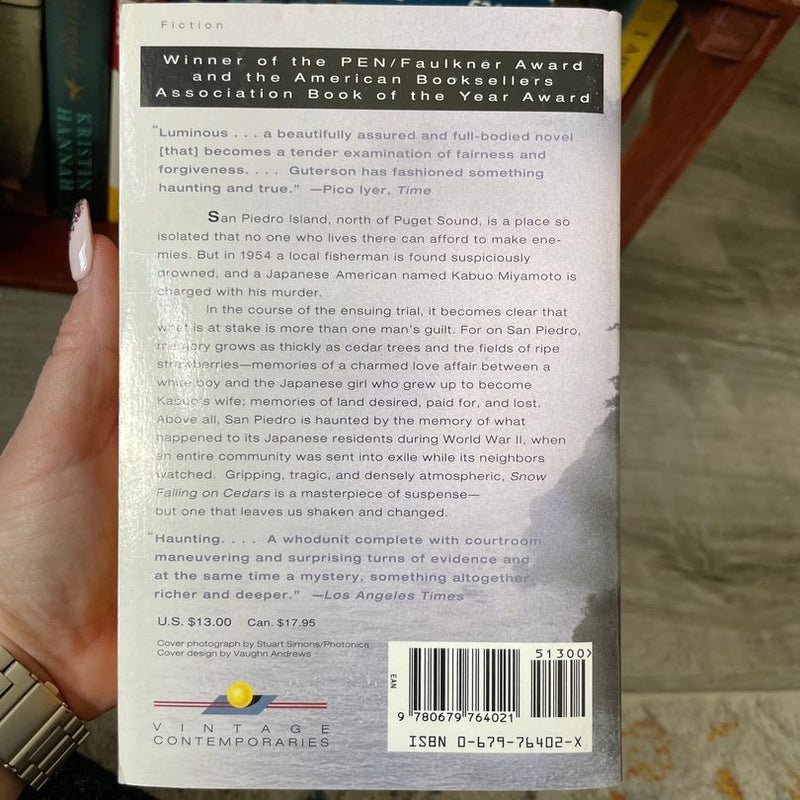 Fiction
Winner of the PEN/Faulkner Award
and the American Booksellers
Association Book of the Year Award
"Luminous . . . a beautifully assured and full-bodied novel
[that] becomes a tender examination of fairness and
forgiveness. . . . Guterson has fashioned something
haunting and true." —Pico Iyer, Time
San Piedro Island, north of Puget Sound, is a place so
isolated that no one who lives there can afford to make ene-
mies. But in 1954 a local fisherman is found suspiciously
drowned, and a Japanese American named Kabuo Miyamoto is
charged with his murder.
In the course of the ensuing trial, it becomes clear that
what is at stake is more than one man's guilt. For on San Piedro,
memory grows as thickly as cedar trees and the fields of ripe
strawberries—memories of a charmed love affair between a
white boy and the Japanese girl who grew up to become
Kabuo's wife; memories of land desired, paid for, and lost.
Above all, San Piedro is haunted by the memory of what
happened to its Japanese residents during World War II, when
an entire community was sent into exile while its neighbors
watched. Gripping, tragic, and densely atmospheric, Snow
Falling on Cedars is a masterpiece of suspense—
but one that leaves us shaken and changed.
"Haunting. . . . A whodunit complete with courtroom
maneuvering and surprising turns of evidence and
at the same time a mystery, something altogether
richer and deeper." —Los Angeles Times
U.S. $13.00 Can. $17.95
Cover photograph by Stuart Simons/Photonica
Cover design by Vaughn Andrews
VINTAGE
CONTEMPORARIES
51300>
EAN
9 780679 764021
ISBN 0-679-76402-X
KRISTIN
HANNAH